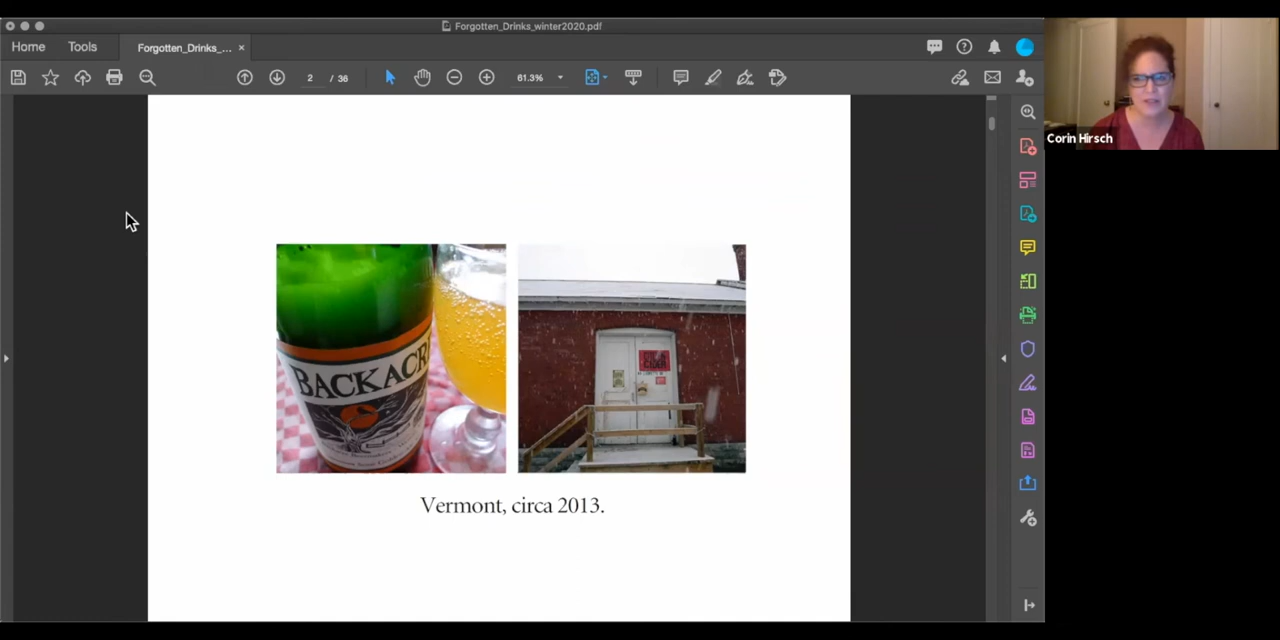 Forgotten_Drinks_winter2020.pdf
Home
Tools
Forgotten_Drinks_...
2 / 36
61.3%
Corin Hirsch
BACKACR
Vermont, circa 2013.